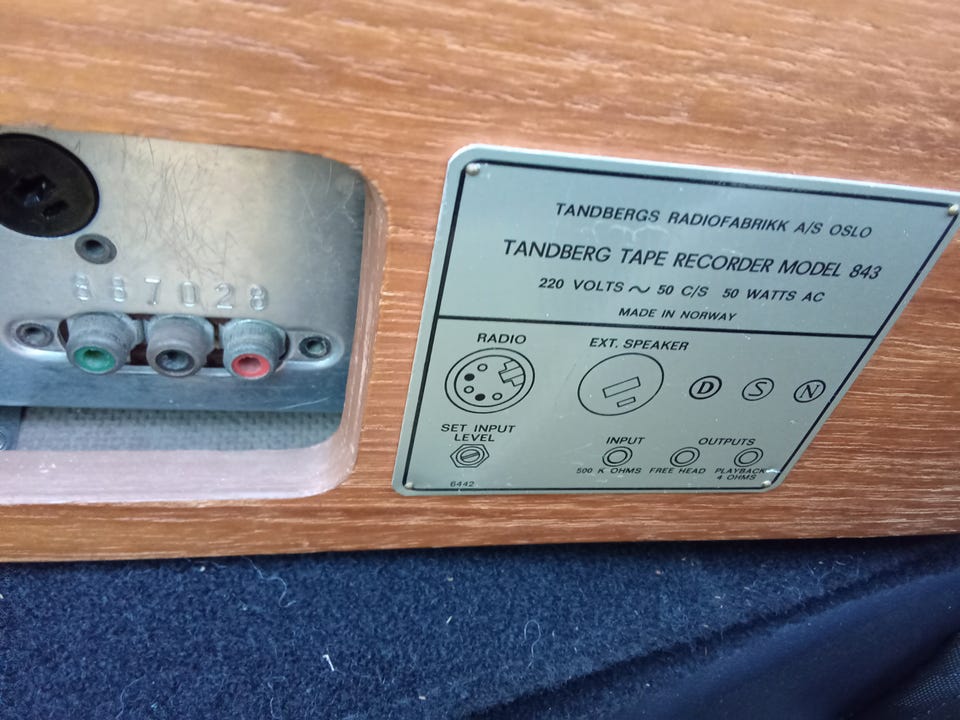 867028
TANDBERGS RADIOFABRIKK A/S OSLO
TANDBERG TAPE RECORDER MODEL 843
220 VOLTS ~ 50 C/S 50 WATTS AC
MADE IN NORWAY
RADIO
EXT. SPEAKER
D S N
SET INPUT
LEVEL
INPUT
OUTPUTS
500 K OHMS FREE HEAD PLAYBACK
4 OHMS
6442